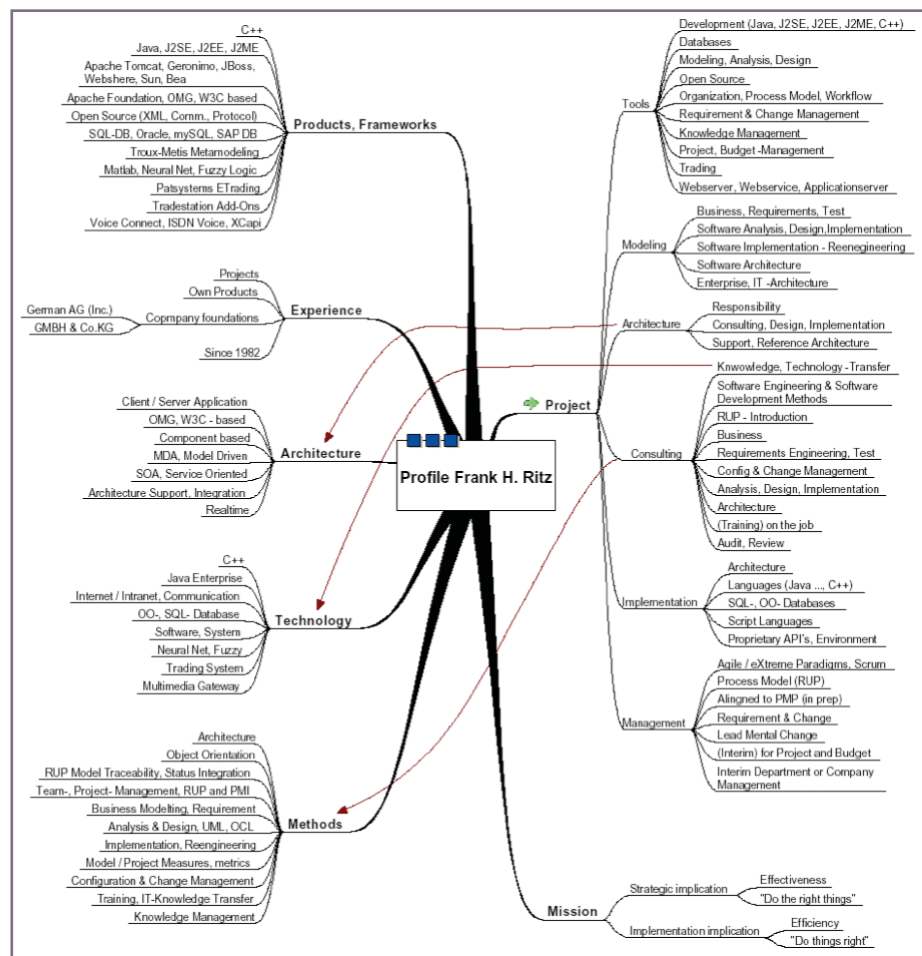 C++
Java, J2SE, J2EE, J2ME
Apache Tomcat, Geronimo, JBoss,
Webshere, Sun, Bea
Apache Foundation, OMG, W3C based
Open Source (XML, Comm., Protocol)
SQL-DB, Oracle, mySQL, SAP DB
Troux-Metis Metamodeling
Matlab, Neural Net, Fuzzy Logic
Patsystems ETrading
Tradestation Add-Ons
Voice Connect, ISDN Voice, XCapi
Products, Frameworks
Projects
Own Products
German AG (Inc.)
GMBH & Co.KG
Copmpany foundations
Since 1982
Experience
Client / Server Application
OMG, W3C - based
Component based
MDA, Model Driven
SOA, Service Oriented
Architecture Support, Integration
Realtime
Architecture
C++
Java Enterprise
Internet / Intranet, Communication
OO-, SQL- Database
Software, System
Neural Net, Fuzzy
Trading System
Multimedia Gateway
Technology
Architecture
Object Orientation
RUP Model Traceability, Status Integration
Team-, Project- Management, RUP and PMI
Business Modelting, Requirement
Analysis & Design, UML, OCL
Implementation, Reengineering
Model / Project Measures, metrics
Configuration & Change Management
Training, IT-Knowledge Transfer
Knowledge Management
Methods
Profile Frank H. Ritz
Project
Tools
Development (Java, J2SE, J2EE, J2ME, C++)
Databases
Modeling, Analysis, Design
Open Source
Organization, Process Model, Workflow
Requirement & Change Management
Knowledge Management
Project, Budget -Management
Trading
Webserver, Webservice, Applicationserver
Modeling
Business, Requirements, Test
Software Analysis, Design,Implementation
Software Implementation - Reenegineering
Software Architecture
Enterprise, IT -Architecture
Architecture
Responsibility
Consulting, Design, Implementation
Support, Reference Architecture
Consulting
Knwowledge, Technology -Transfer
Software Engineering & Software
Development Methods
RUP - Introduction
Business
Requirements Engineering, Test
Config & Change Management
Analysis, Design, Implementation
Architecture
(Training) on the job
Audit, Review
Implementation
Architecture
Languages (Java ..., C++)
SQL-, OO- Databases
Script Languages
Proprietary API's, Environment
Management
Agile / eXtreme Paradigms, Scrum
Process Model (RUP)
Alingned to PMP (in prep)
Requirement & Change
Lead Mental Change
(Interim) for Project and Budget
Interim Department or Company
Management
Mission
Strategic implication
Effectiveness
"Do the right things"
Implementation implication
Efficiency
"Do things right"